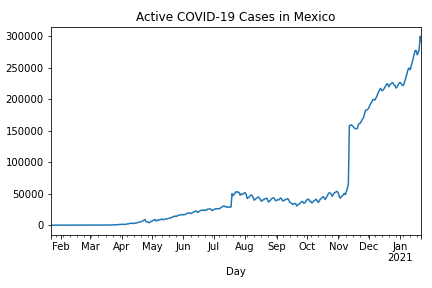 Active COVID-19 Cases in Mexico
300000
250000
200000
150000
100000
50000
0
Feb Mar Apr May Jun Jul Aug Sep Oct Nov Dec Jan
2021
Day